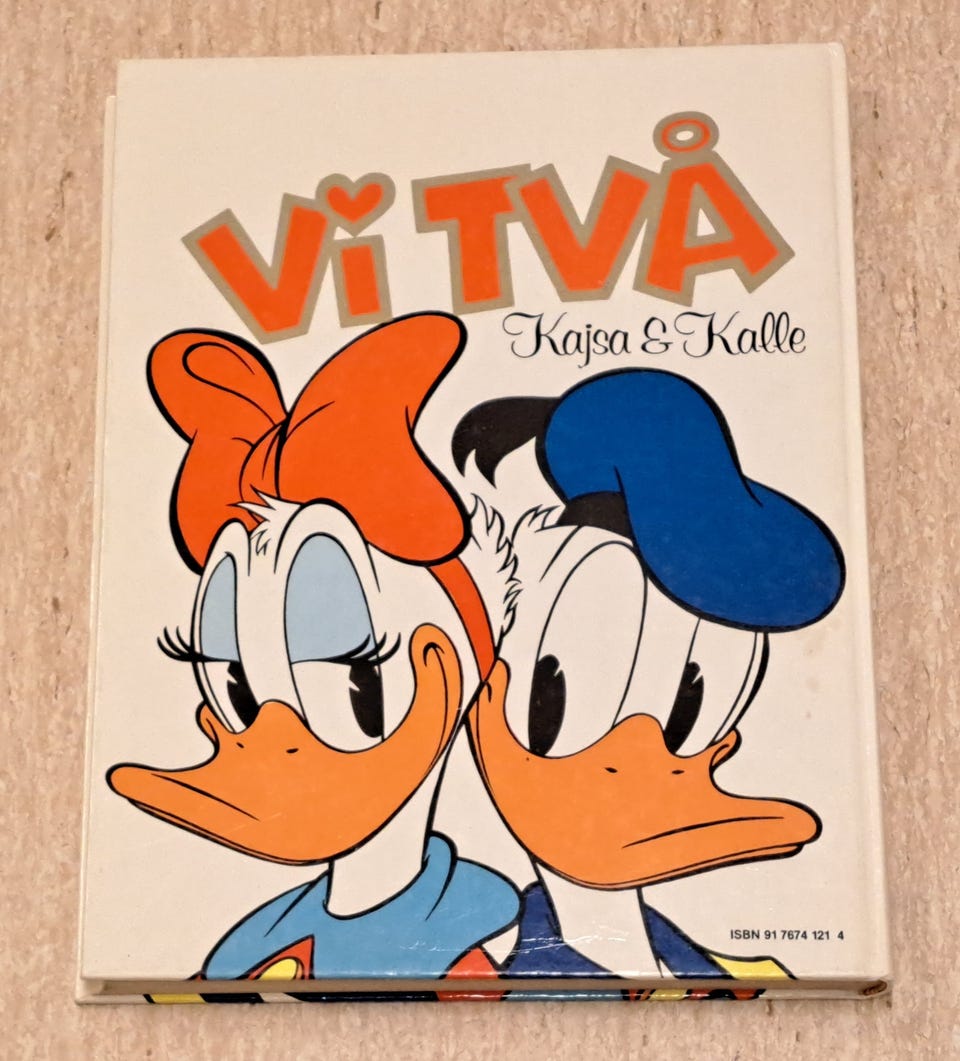 Vi TVÅ
Kajsa & Kalle
ISBN 91 7674 121 4